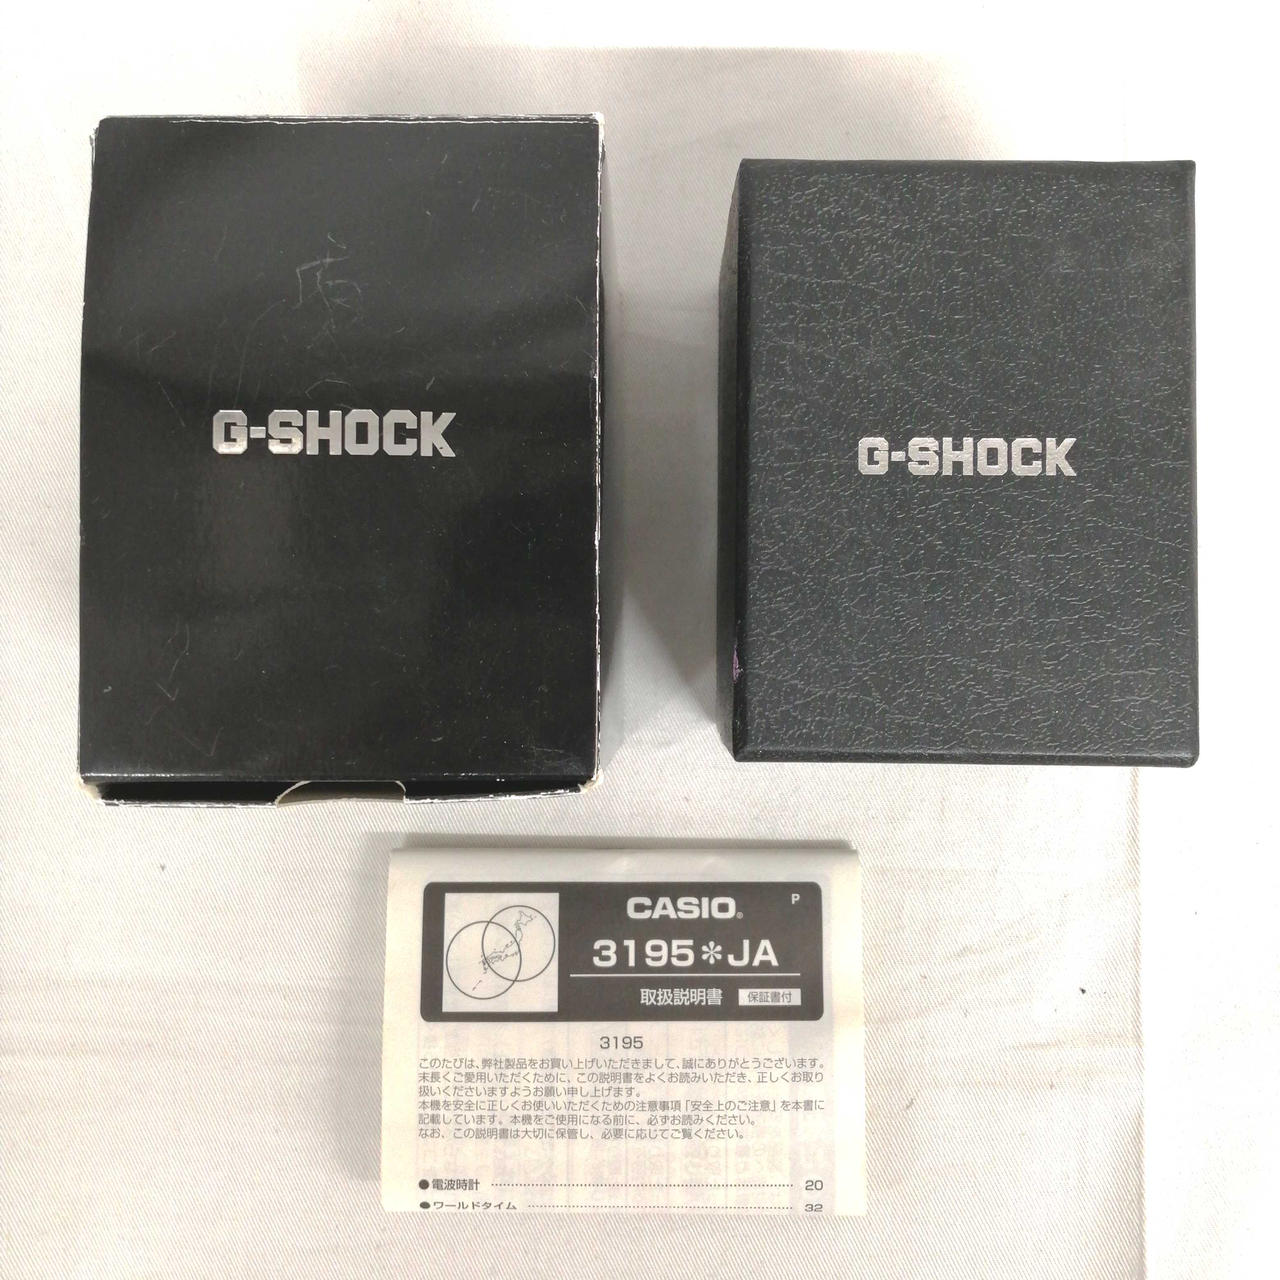 G-SHOCK
G-SHOCK
CASIO®
P
3195*JA
取扱説明書 保証書付
3195
このたびは、弊社製品をお買い上げいただきまして、誠にありがとうございます。
末長くご愛用いただくために、この説明書をよくお読みいただき、正しくお取り
扱いくださいますようお願い申し上げます。
本機を安全に正しくお使いいただくための注意事項「安全上のご注意」を本書に
記載しています。本機をご使用になる前に、必ずお読みください。
なお、この説明書は大切に保管し、必要に応じてご覧ください。
●電波時計 20
●ワールドタイム 32